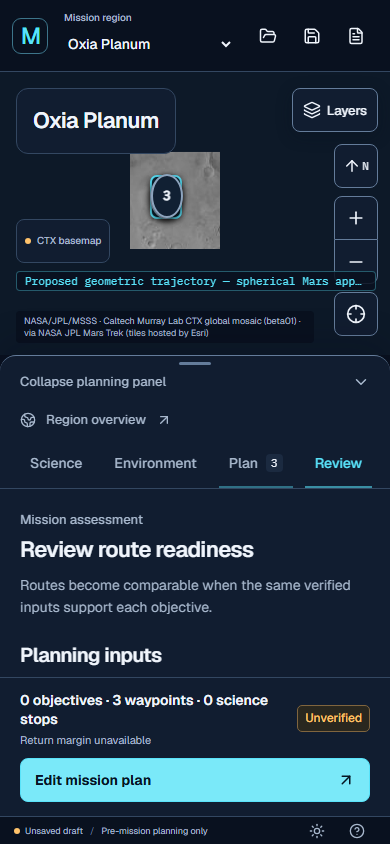 M
Mission region
Oxia Planum
Oxia Planum
Layers
N
3
CTX basemap
Proposed geometric trajectory — spherical Mars app…
NASA/JPL/MSSS · Caltech Murray Lab CTX global mosaic (beta01) ·
via NASA JPL Mars Trek (tiles hosted by Esri)
Collapse planning panel
Region overview
Science
Environment
Plan 3
Review
Mission assessment
Review route readiness
Routes become comparable when the same verified
inputs support each objective.
Planning inputs
0 objectives · 3 waypoints · 0 science
stops
Unverified
Return margin unavailable
Edit mission plan
Unsaved draft / Pre-mission planning only